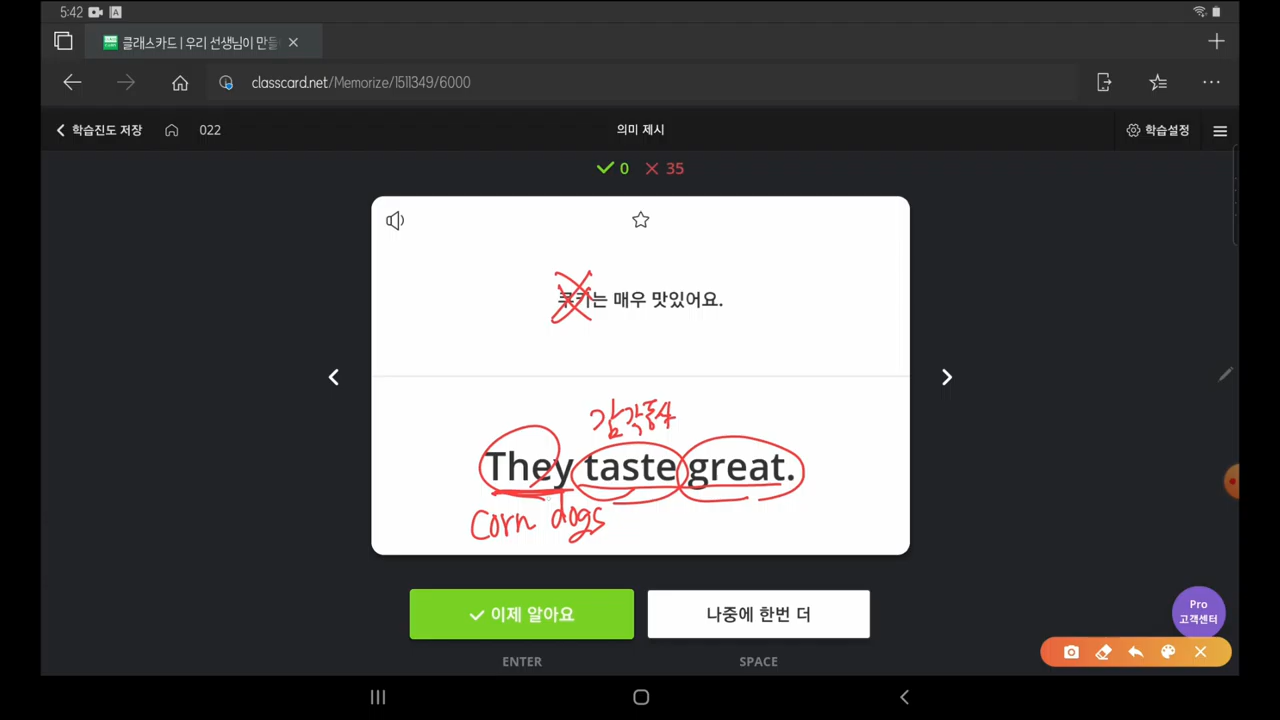 5:42 A
클래스카드 | 우리 선생님이 만들
classcard.net/Memorize/1511349/6000
학습진도 저장 022 의미 제시 학습설정
0 35
쿠키는 매우 맛있어요.
감각동사
They taste great.
corn dogs
이제 알아요 나중에 한번 더
Pro
고객센터
ENTER SPACE